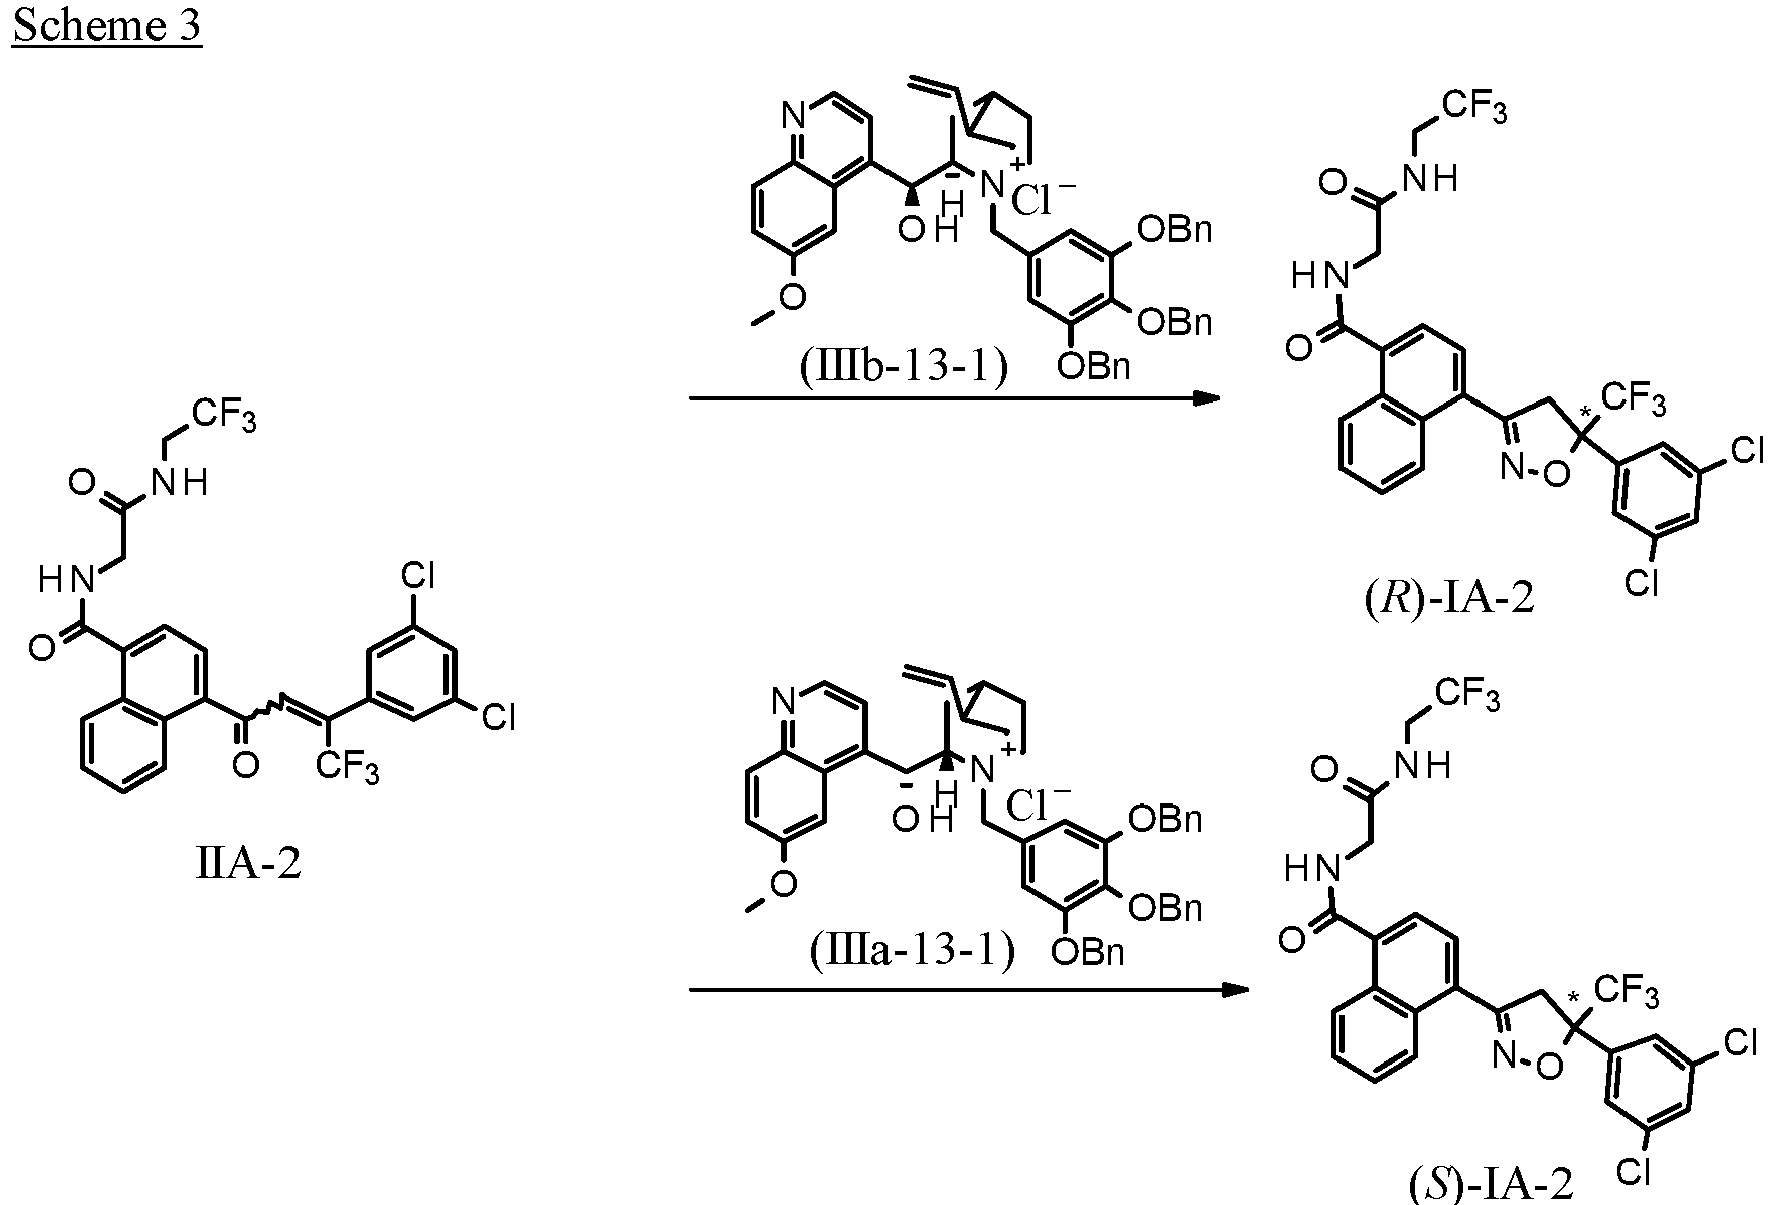 Scheme 3
N
OH
H
N
+
Cl⁻
O
OBn
OBn
OBn
(IIIb-13-1)
CF3
NH
O
HN
O
CF3
*
N
O
Cl
Cl
(R)-IA-2
CF3
NH
O
HN
O
O
CF3
Cl
Cl
IIA-2
N
OH
H
N
+
Cl⁻
O
OBn
OBn
OBn
(IIIa-13-1)
CF3
NH
O
HN
O
CF3
*
N
O
Cl
Cl
(S)-IA-2